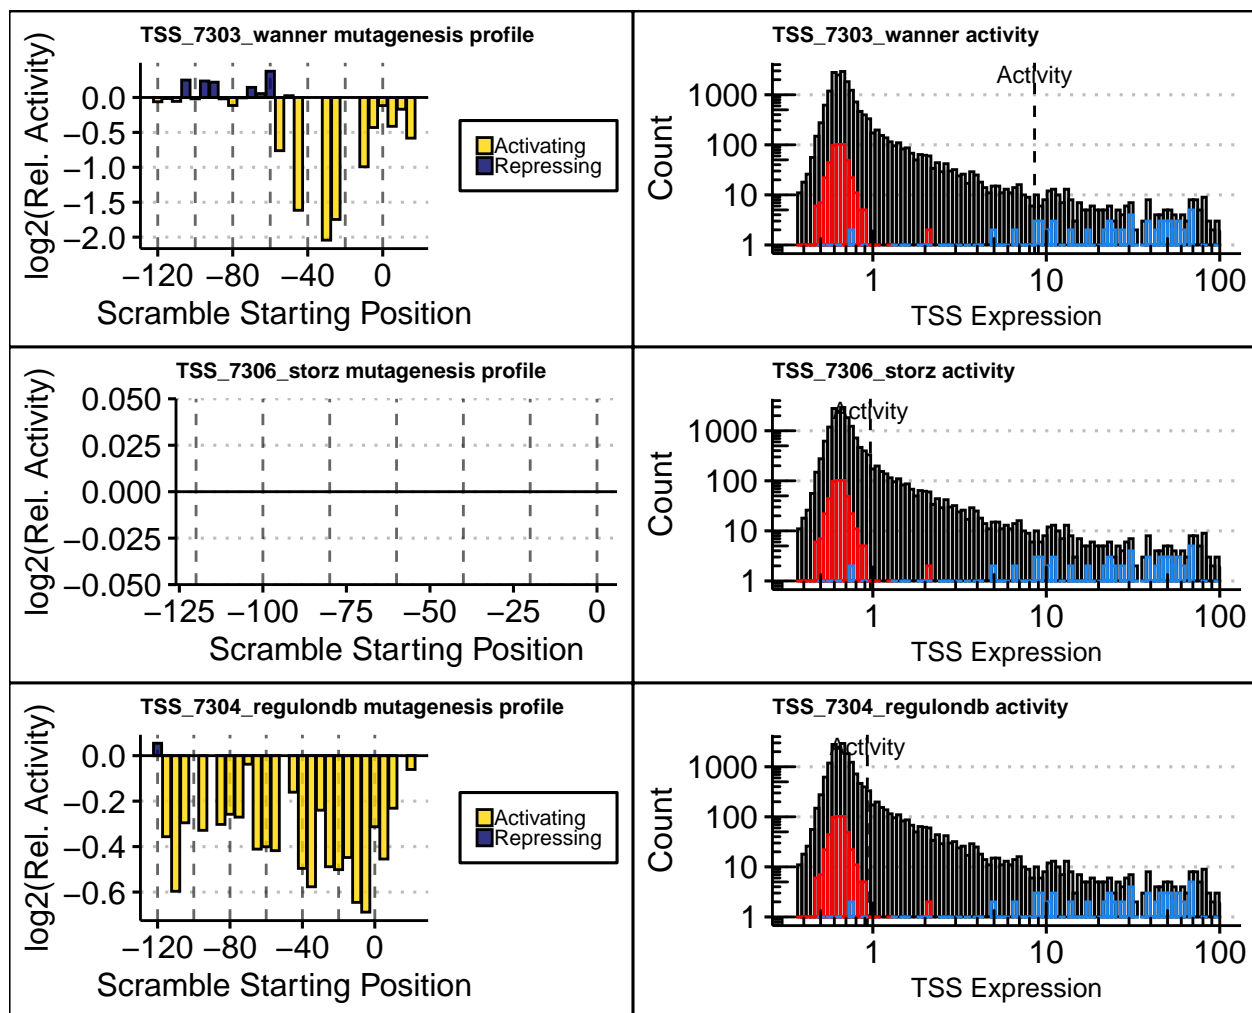 TSS_7303_wanner mutagenesis profile
log2(Rel. Activity)
0.0
−0.5
−1.0
−1.5
−2.0
−120 −80 −40 0
Scramble Starting Position
Activating
Repressing
TSS_7303_wanner activity
Activity
Count
1000
100
10
1
1 10 100
TSS Expression
TSS_7306_storz mutagenesis profile
log2(Rel. Activity)
0.050
0.025
0.000
−0.025
−0.050
−125 −100 −75 −50 −25 0
Scramble Starting Position
TSS_7306_storz activity
Activity
Count
1000
100
10
1
1 10 100
TSS Expression
TSS_7304_regulondb mutagenesis profile
log2(Rel. Activity)
0.0
−0.2
−0.4
−0.6
−120 −80 −40 0
Scramble Starting Position
Activating
Repressing
TSS_7304_regulondb activity
Activity
Count
1000
100
10
1
1 10 100
TSS Expression